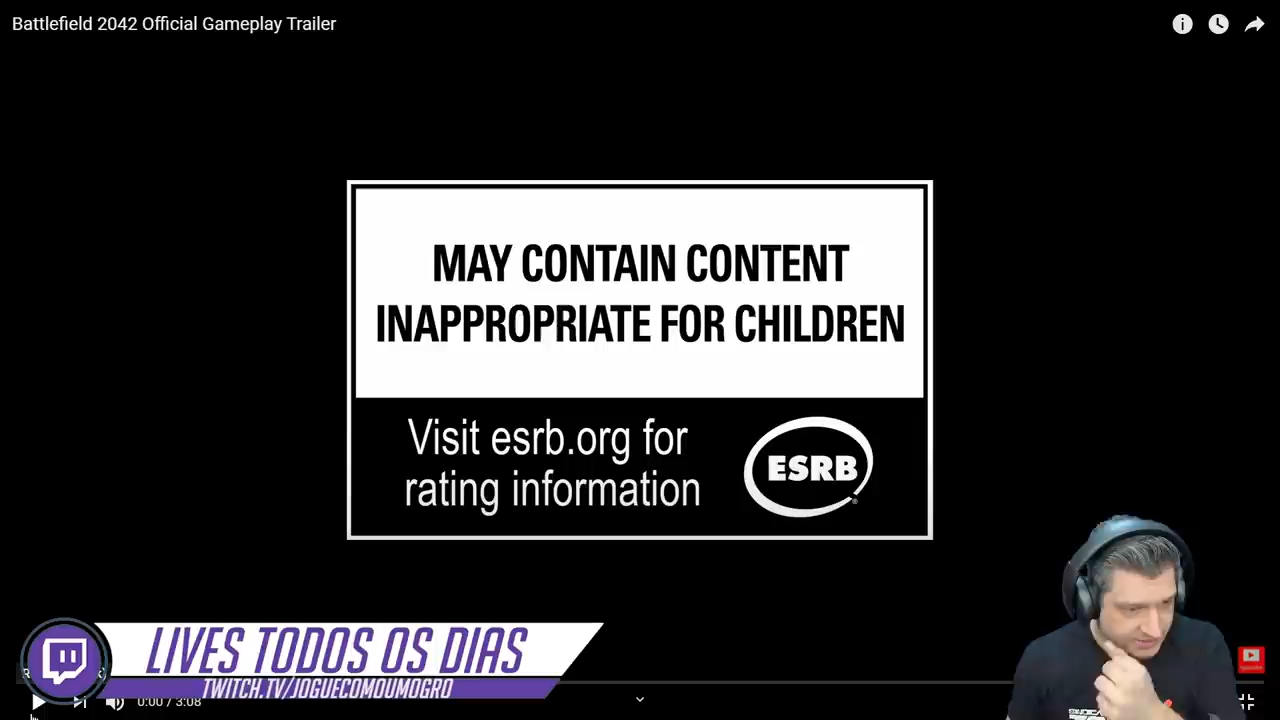 Battlefield 2042 Official Gameplay Trailer
MAY CONTAIN CONTENT
INAPPROPRIATE FOR CHILDREN
Visit esrb.org for
rating information
ESRB
LIVES TODOS OS DIAS
TWITCH.TV/JOGUECOMOUMOGRO
0:00 / 3:08